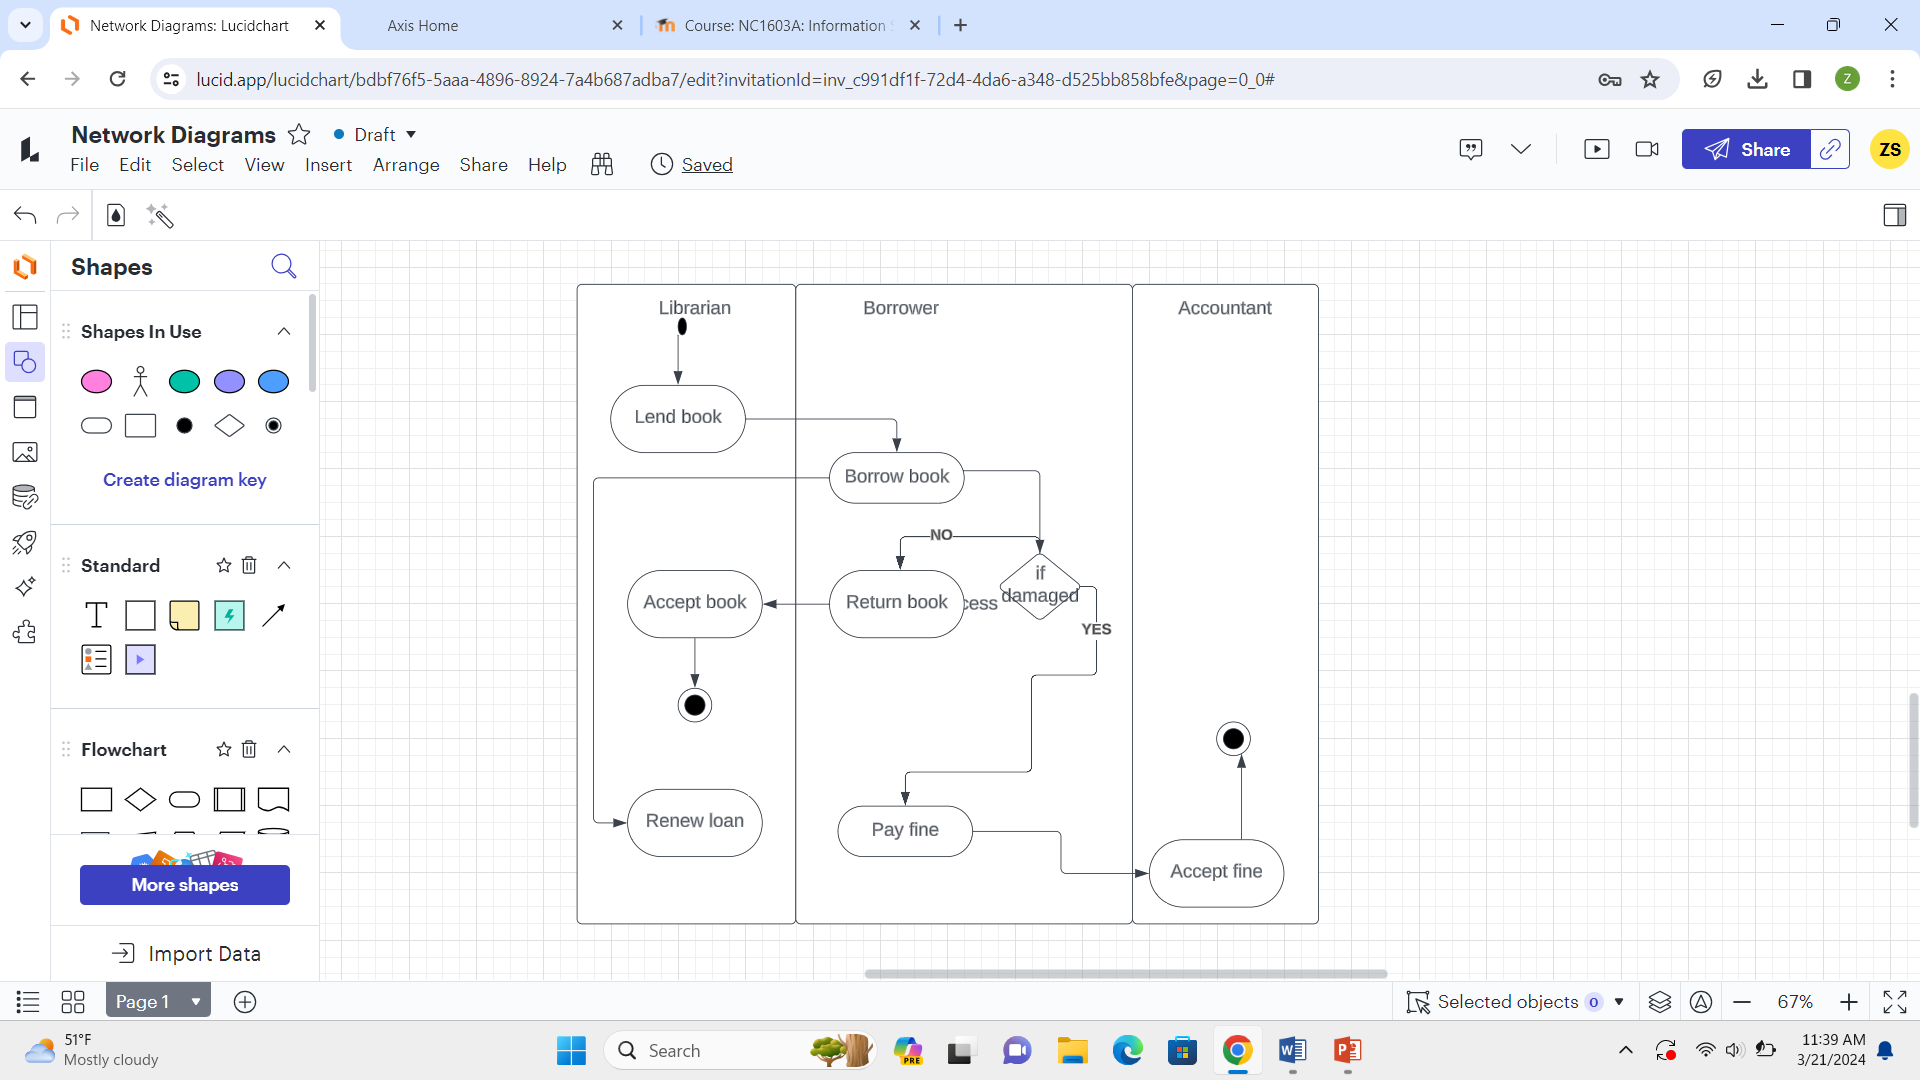 Network Diagrams: Lucidchart
Axis Home
Course: NC1603A: Information
lucid.app/lucidchart/bdbf76f5-5aaa-4896-8924-7a4b687adba7/edit?invitationId=inv_c991df1f-72d4-4da6-a348-d525bb858bfe&page=0_0#
Z
Network Diagrams
Draft
File Edit Select View Insert Arrange Share Help
Saved
Share
ZS
Shapes
Shapes In Use
Create diagram key
Standard
T
Flowchart
More shapes
Import Data
Librarian
Borrower
Accountant
Lend book
Borrow book
NO
if
damaged
Accept book
Return book
cess
YES
Renew loan
Pay fine
Accept fine
Page 1
Selected objects 0
67%
51°F
Mostly cloudy
Search
PRE
11:39 AM
3/21/2024